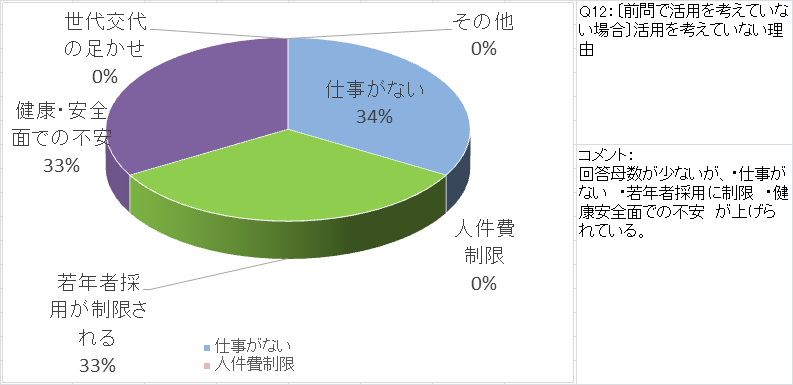 世代交代
の足かせ
0%
その他
0%
仕事がない
34%
健康・安全
面での不安
33%
人件費
制限
0%
若年者採
用が制限さ
れる
33%
仕事がない
人件費制限
Q12：〔前問で活用を考えていな
い場合〕活用を考えていない理
由
コメント：
回答母数が少ないが、・仕事が
ない　・若年者採用に制限　・健
康安全面での不安　が上げら
れている。